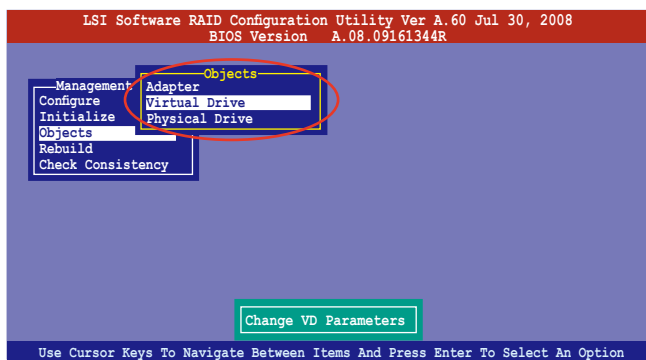 LSI Software RAID Configuration Utility Ver A.60 Jul 30, 2008
BIOS Version A.08.09161344R
Objects
Management
Adapter
Configure
Virtual Drive
Initialize
Physical Drive
Objects
Rebuild
Check Consistency
Change VD Parameters
Use Cursor Keys To Navigate Between Items And Press Enter To Select An Option